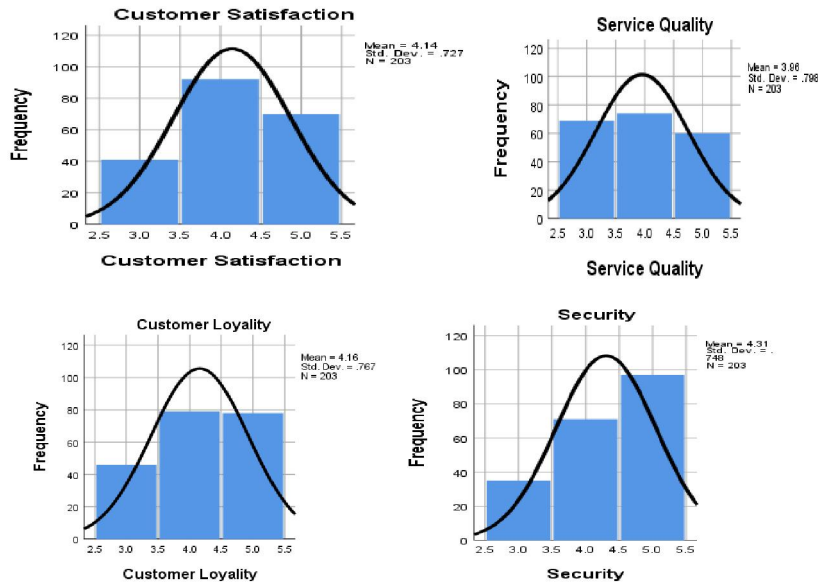 Customer Satisfaction
Mean = 4.14
Std. Dev. = .727
N = 203
Frequency
120
100
80
60
40
20
0
2.5 3.0 3.5 4.0 4.5 5.0 5.5
Customer Satisfaction
Service Quality
Mean = 3.96
Std. Dev. = .798
N = 203
Frequency
120
100
80
60
40
20
0
2.5 3.0 3.5 4.0 4.5 5.0 5.5
Service Quality
Customer Loyality
Mean = 4.16
Std. Dev. = .767
N = 203
Frequency
120
100
80
60
40
20
0
2.5 3.0 3.5 4.0 4.5 5.0 5.5
Customer Loyality
Security
Mean = 4.31
Std. Dev. = .
748
N = 203
Frequency
120
100
80
60
40
20
0
2.5 3.0 3.5 4.0 4.5 5.0 5.5
Security